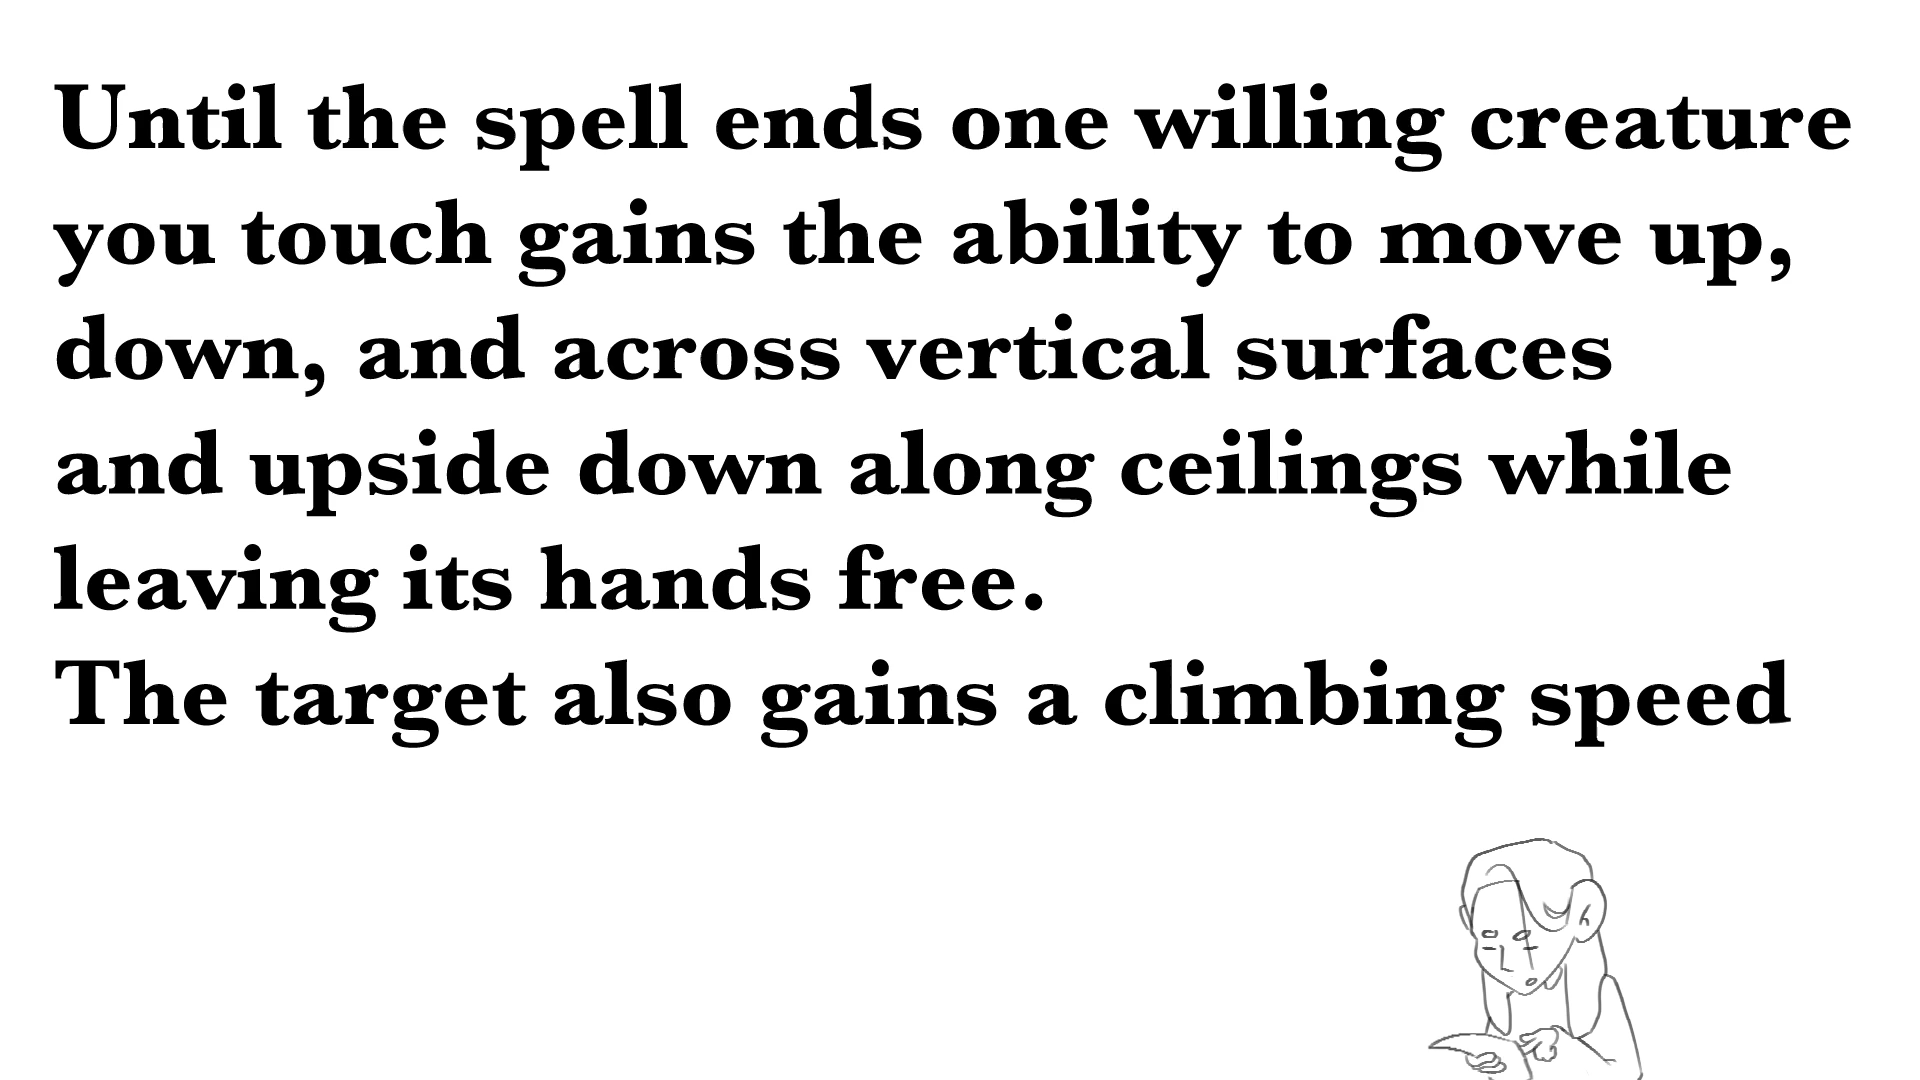 Until the spell ends one willing creature
you touch gains the ability to move up,
down, and across vertical surfaces
and upside down along ceilings while
leaving its hands free.
The target also gains a climbing speed